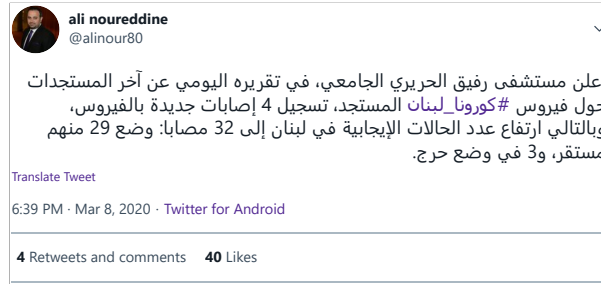 ali noureddine
@alinour80
علن مستشفى رفيق الحريري الجامعي، في تقريره اليومي عن آخر المستجدات
حول فيروس #كورونا_لبنان المستجد، تسجيل 4 إصابات جديدة بالفيروس،
وبالتالي ارتفاع عدد الحالات الإيجابية في لبنان إلى 32 مصابا: وضع 29 منهم
مستقر، و3 في وضع حرج.
Translate Tweet
6:39 PM · Mar 8, 2020 · Twitter for Android
4 Retweets and comments 40 Likes